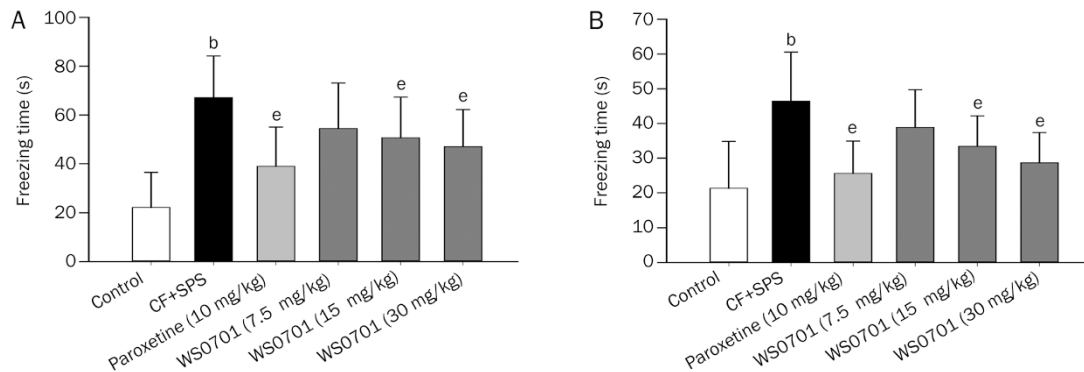 A
Freezing time (s)
100
80
60
40
20
0
b
e
e
e
Control
CF+SPS
Paroxetine (10 mg/kg)
WS0701 (7.5 mg/kg)
WS0701 (15 mg/kg)
WS0701 (30 mg/kg)
B
Freezing time (s)
70
60
50
40
30
20
10
0
b
e
e
e
Control
CF+SPS
Paroxetine (10 mg/kg)
WS0701 (7.5 mg/kg)
WS0701 (15 mg/kg)
WS0701 (30 mg/kg)